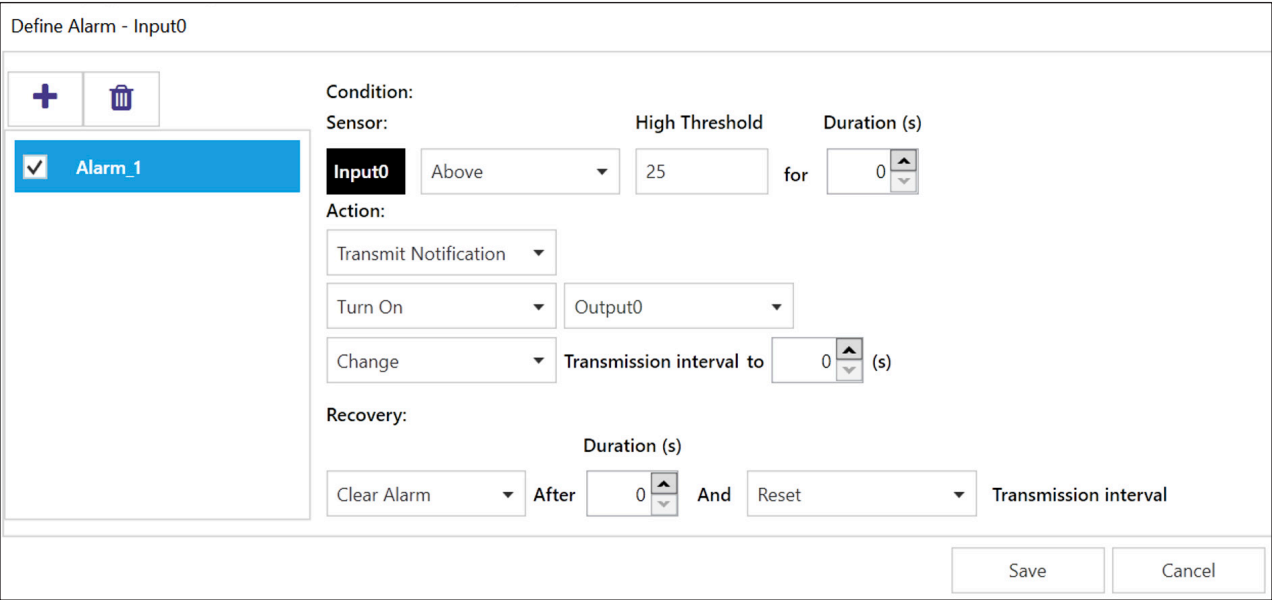 Define Alarm - Input0
Alarm_1
Condition:
Sensor: High Threshold Duration (s)
Input0 Above 25 for 0
Action:
Transmit Notification
Turn On Output0
Change Transmission interval to 0 (s)
Recovery:
Duration (s)
Clear Alarm After 0 And Reset Transmission interval
Save Cancel